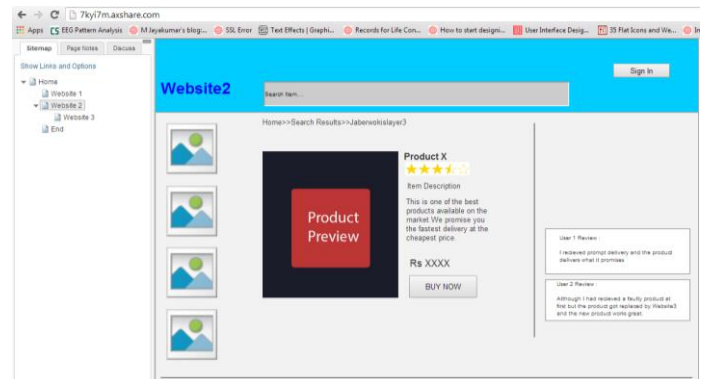 7kyi7m.axshare.com
Apps EEG Pattern Analysis M Jeyakumar's blog:... SSL Error Text Effects | Graphi... Records for Life Con... How to start designi... User Interface Desig... 35 Flat Icons and We...
Sitemap Page Notes Discuss
Show Links and Options
Home
Website 1
Website 2
Website 3
End
Sign In
Website2
Search Item...
Home>>Search Results>>Jaberwokislayer3
Product X
Item Description
This is one of the best
products available on the
market.We promise you
the fastest delivery at the
cheapest price.
Product
Preview
Rs XXXX
BUY NOW
User 1 Review :
I recieved prompt delivery and the product
delivers what it promises
User 2 Review :
Although I had recieved a faulty product at
first but the product got replaced by Website3
and the new product works great.